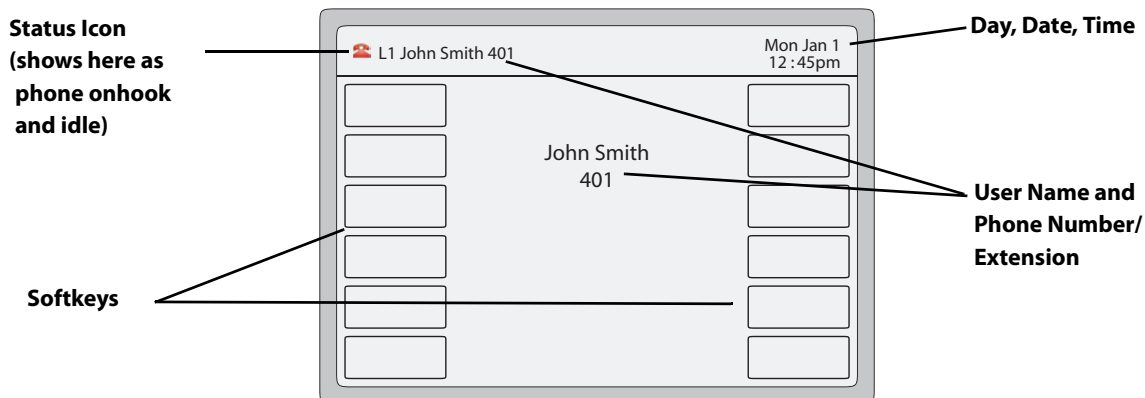 Status Icon
(shows here as
phone onhook
and idle)
L1 John Smith 401
Mon Jan 1
12 : 45pm
Day, Date, Time
John Smith
401
User Name and
Phone Number/
Extension
Softkeys